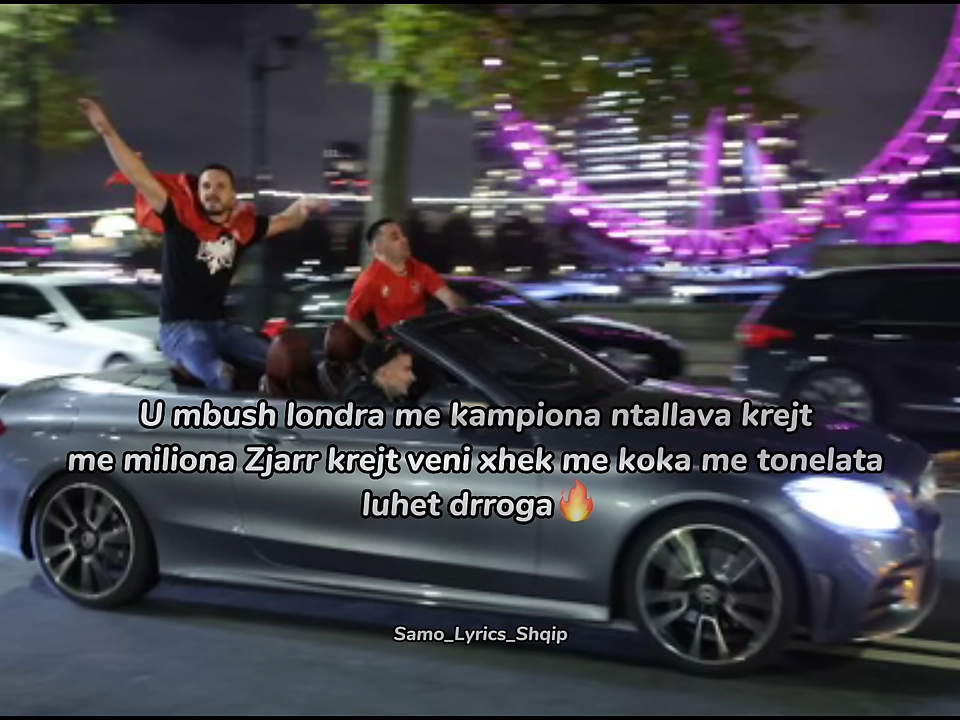 U mbush londra me kampiona ntallava krejt
me miliona Zjarr krejt veni xhek me koka me tonelata
luhet drroga🔥
Samo_Lyrics_Shqip